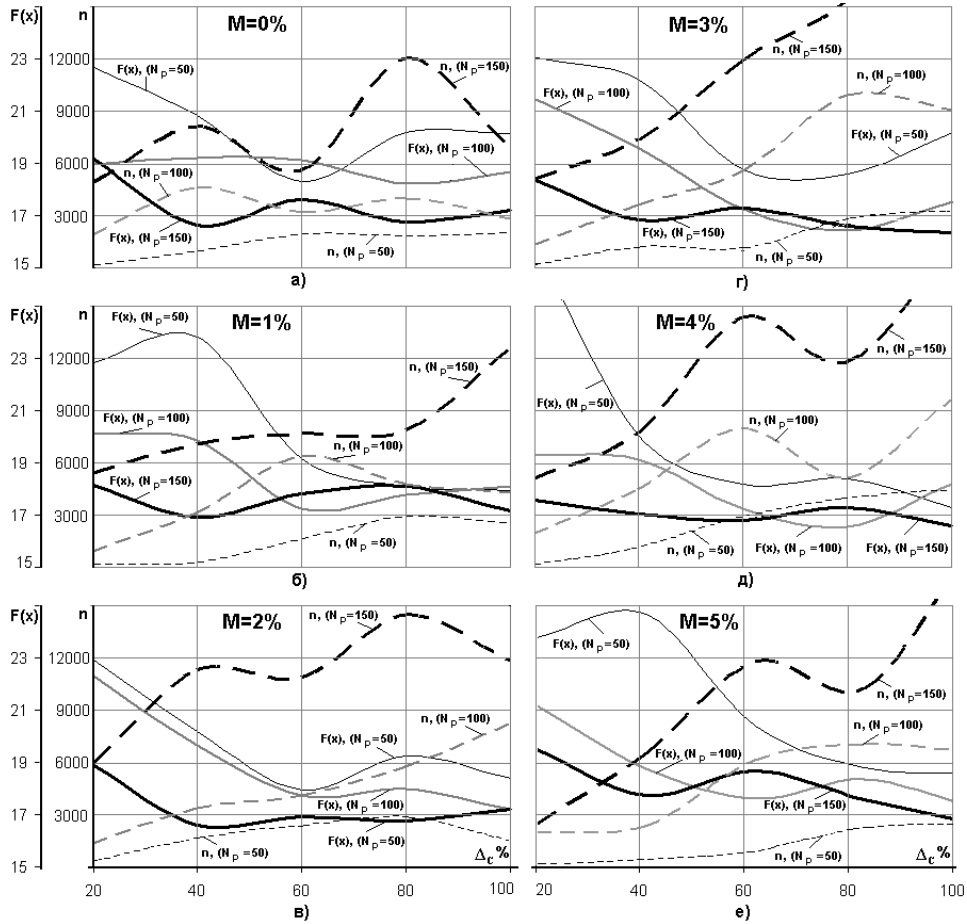 F(x)
n
M=0%
23
12000
21
9000
19
6000
17
3000
15
F(x), (N p=50)
n, (N p=150)
F(x), (N p=100)
n, (N p=100)
F(x), (N p=150)
n, (N p=50)
а)
M=3%
n, (N p=150)
n, (N p=100)
F(x), (N p=100)
F(x), (N p=50)
F(x), (N p=150)
n, (N p=50)
г)
F(x)
n
M=1%
23
12000
21
9000
19
6000
17
3000
15
F(x), (N p=50)
n, (N p=150)
F(x), (N p=100)
n, (N p=100)
F(x), (N p=150)
n, (N p=50)
б)
M=4%
n, (N p=150)
F(x), (N p=50)
n, (N p=100)
n, (N p=50)
F(x), (N p=100)
F(x), (N p=150)
д)
F(x)
n
M=2%
23
12000
21
9000
19
6000
17
3000
15
n, (N p=150)
n, (N p=100)
F(x), (N p=50)
F(x), (N p=100)
F(x), (N p=50)
n, (N p=50)
Δc%
20 40 60 80 100
в)
M=5%
F(x), (N p=50)
n, (N p=150)
n, (N p=100)
F(x), (N p=100)
F(x), (N p=150)
n, (N p=50)
Δc%
20 40 60 80 100
е)